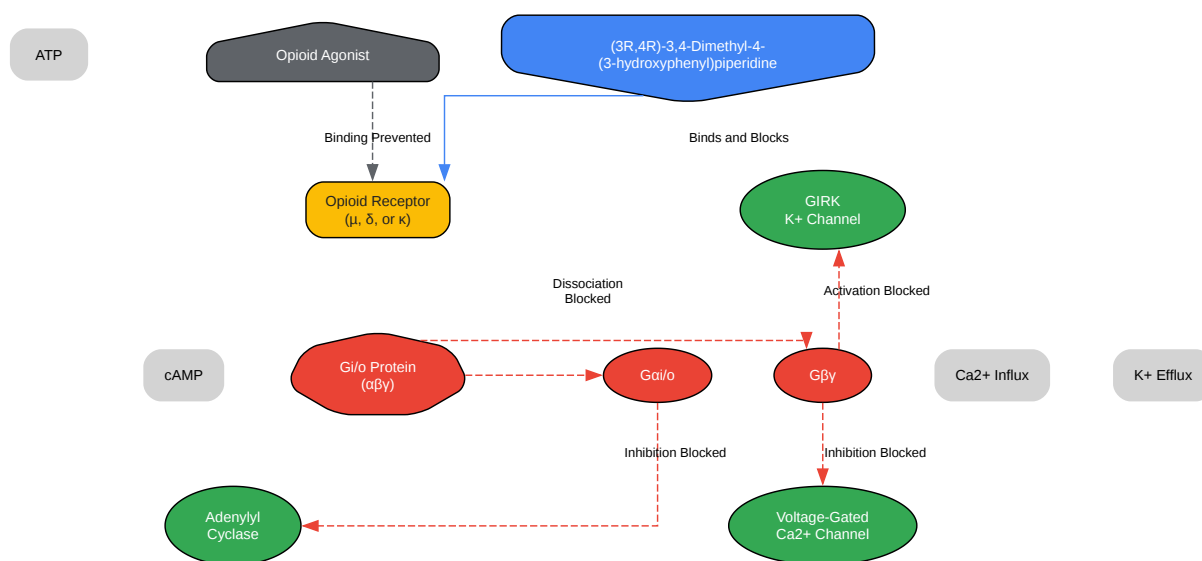 ATP
Opioid Agonist
(3R,4R)-3,4-Dimethyl-4-
(3-hydroxyphenyl)piperidine
Binding Prevented
Binds and Blocks
Opioid Receptor
(μ, δ, or κ)
GIRK
K+ Channel
Dissociation
Blocked
Activation Blocked
cAMP
Gi/o Protein
(αβγ)
Gαi/o
Gβγ
Ca2+ Influx
K+ Efflux
Inhibition Blocked
Inhibition Blocked
Adenylyl
Cyclase
Voltage-Gated
Ca2+ Channel